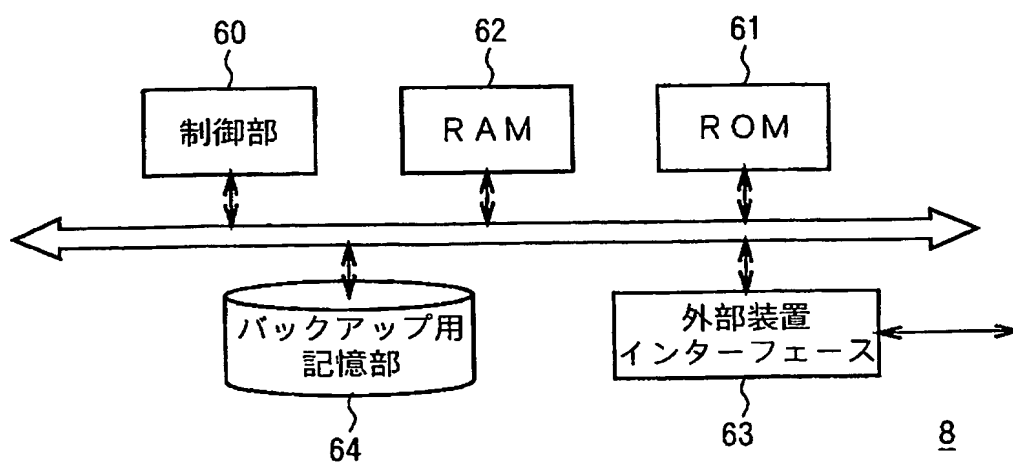 60
62
61
制御部
RAM
ROM
バックアップ用
記憶部
外部装置
インターフェース
64
63
8